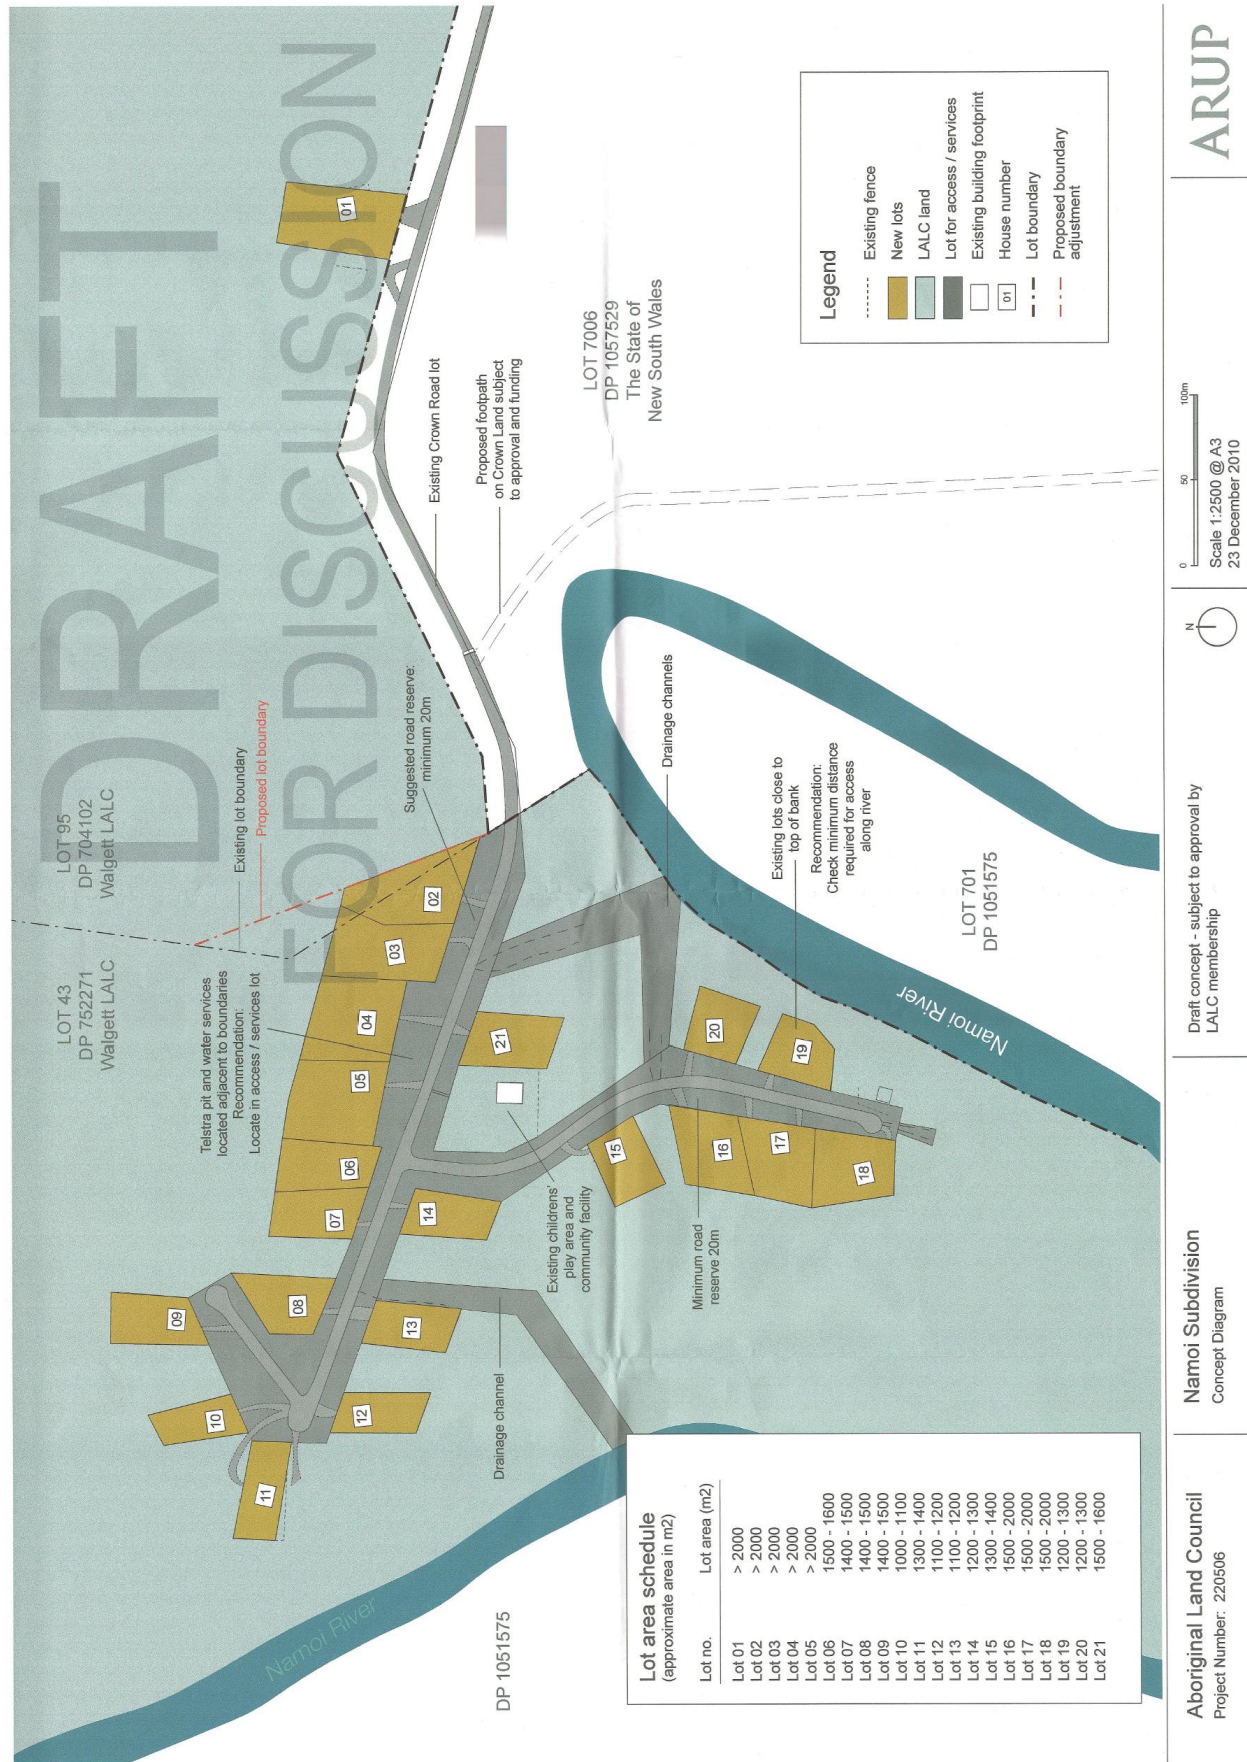 DRAFT
FOR DISCUSSION
LOT 95
DP 704102
Walgett LALC
LOT 43
DP 752271
Walgett LALC
Existing lot boundary
Proposed lot boundary
Telstra pit and water services
located adjacent to boundaries
Recommendation:
Locate in access / services lot
Suggested road reserve:
minimum 20m
Existing Crown Road lot
Proposed footpath
on Crown Land subject
to approval and funding
LOT 7006
DP 1057529
The State of
New South Wales
Drainage channels
Existing lots close to
top of bank
Recommendation:
Check minimum distance
required for access
along river
LOT 701
DP 1051575
Namoi River
Existing childrens'
play area and
community facility
Minimum road
reserve 20m
Drainage channel
Namoi River
DP 1051575
01
02
03
04
05
06
07
08
09
10
11
12
13
14
15
16
17
18
19
20
21
Legend
Existing fence
New lots
LALC land
Lot for access / services
Existing building footprint
01 House number
Lot boundary
Proposed boundary
adjustment
Lot area schedule
(approximate area in m2)
Lot no. Lot area (m2)
Lot 01 > 2000
Lot 02 > 2000
Lot 03 > 2000
Lot 04 > 2000
Lot 05 > 2000
Lot 06 1500 - 1600
Lot 07 1400 - 1500
Lot 08 1400 - 1500
Lot 09 1400 - 1500
Lot 10 1000 - 1100
Lot 11 1300 - 1400
Lot 12 1100 - 1200
Lot 13 1100 - 1200
Lot 14 1200 - 1300
Lot 15 1300 - 1400
Lot 16 1500 - 2000
Lot 17 1500 - 2000
Lot 18 1500 - 2000
Lot 19 1200 - 1300
Lot 20 1200 - 1300
Lot 21 1500 - 1600
Aboriginal Land Council
Project Number: 220506
Namoi Subdivision
Concept Diagram
Draft concept - subject to approval by
LALC membership
N
0 50 100m
Scale 1:2500 @ A3
23 December 2010
ARUP